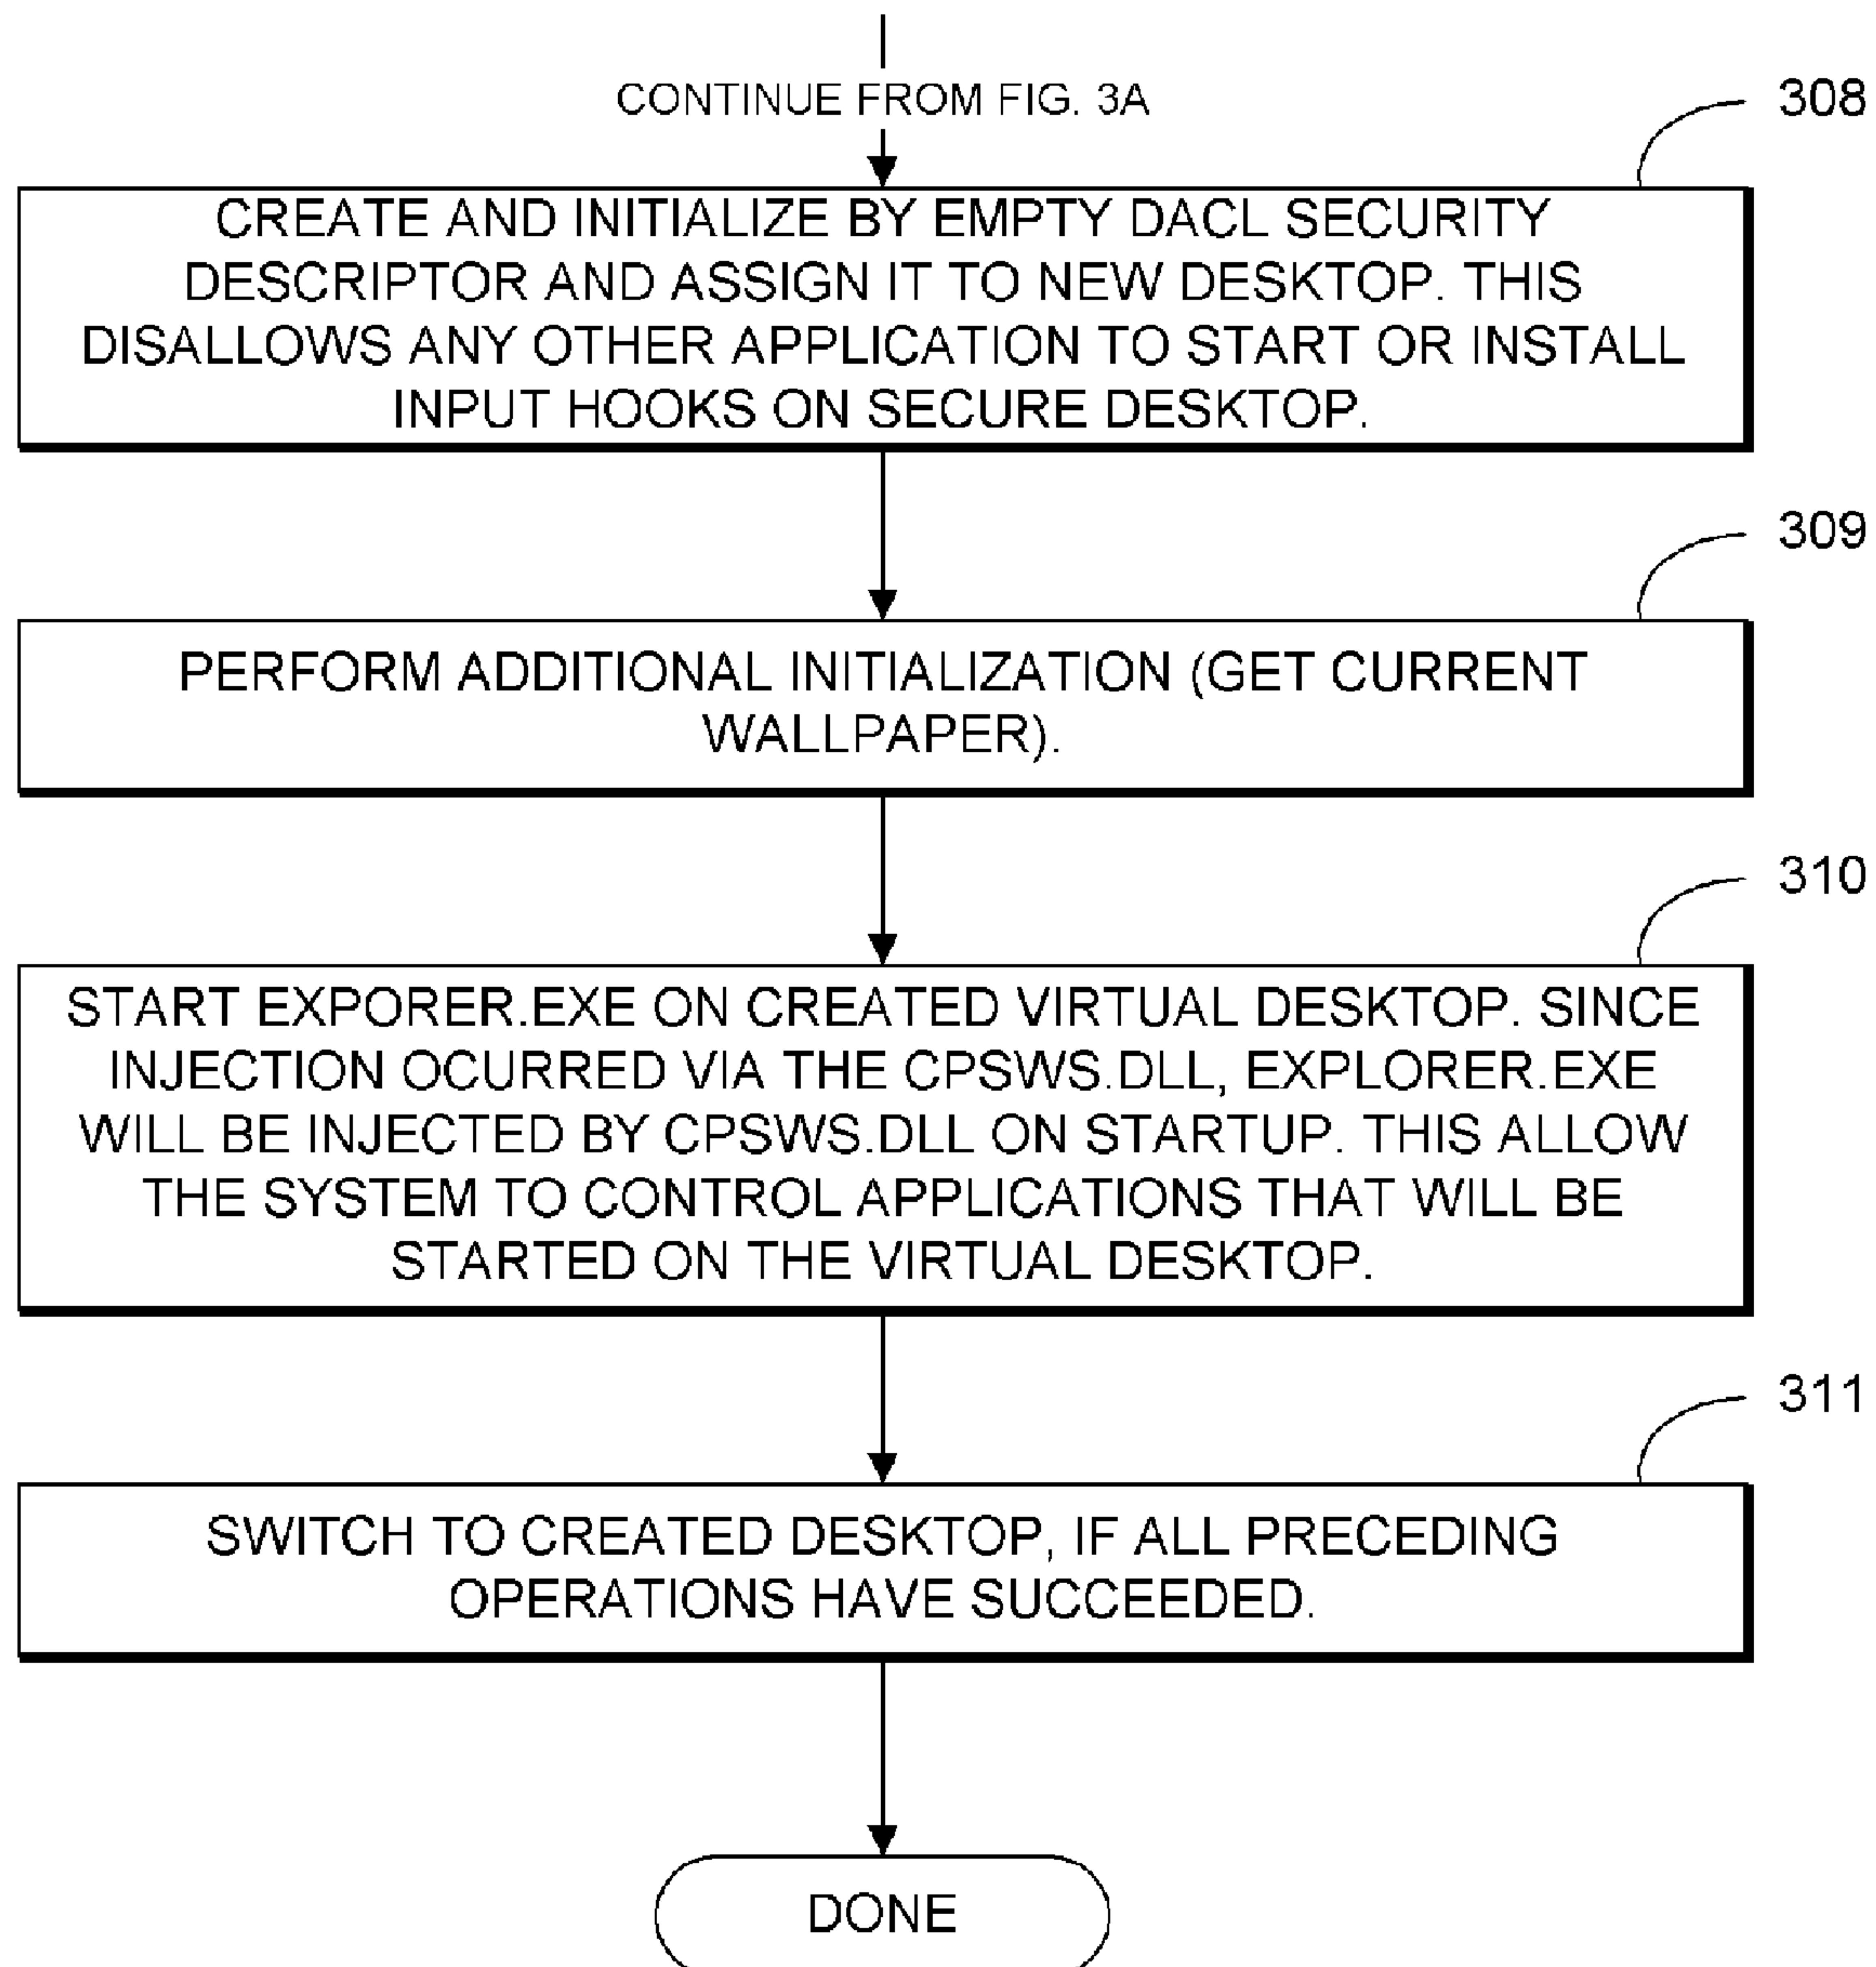 CONTINUE FROM FIG. 3A
308
CREATE AND INITIALIZE BY EMPTY DACL SECURITY
DESCRIPTOR AND ASSIGN IT TO NEW DESKTOP. THIS
DISALLOWS ANY OTHER APPLICATION TO START OR INSTALL
INPUT HOOKS ON SECURE DESKTOP.
309
PERFORM ADDITIONAL INITIALIZATION (GET CURRENT
WALLPAPER).
310
START EXPORER.EXE ON CREATED VIRTUAL DESKTOP. SINCE
INJECTION OCURRED VIA THE CPSWS.DLL, EXPLORER.EXE
WILL BE INJECTED BY CPSWS.DLL ON STARTUP. THIS ALLOW
THE SYSTEM TO CONTROL APPLICATIONS THAT WILL BE
STARTED ON THE VIRTUAL DESKTOP.
311
SWITCH TO CREATED DESKTOP, IF ALL PRECEDING
OPERATIONS HAVE SUCCEEDED.
DONE